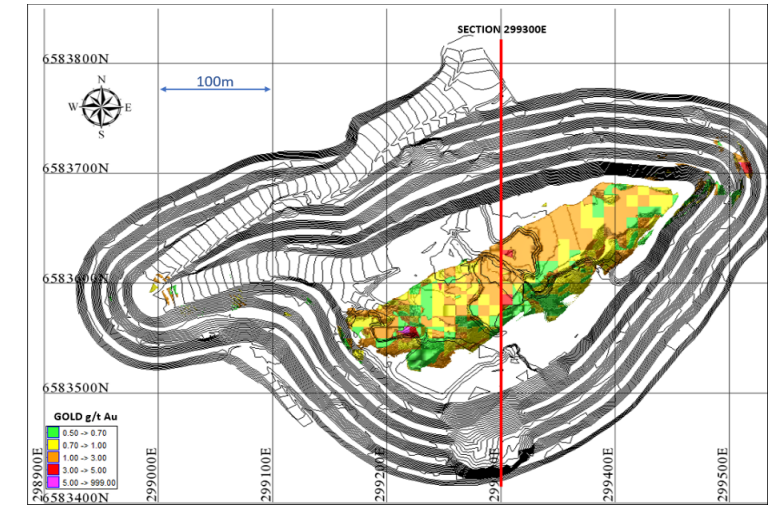 SECTION 299300E
6583800N
100m
N
W E
S
6583700N
6583600N
6583500N
GOLD g/t Au
0.50 -> 0.70
0.70 -> 1.00
1.00 -> 3.00
3.00 -> 5.00
5.00 -> 999.00
6583400N
298900E
299000E
299100E
299200E
299400E
299500E